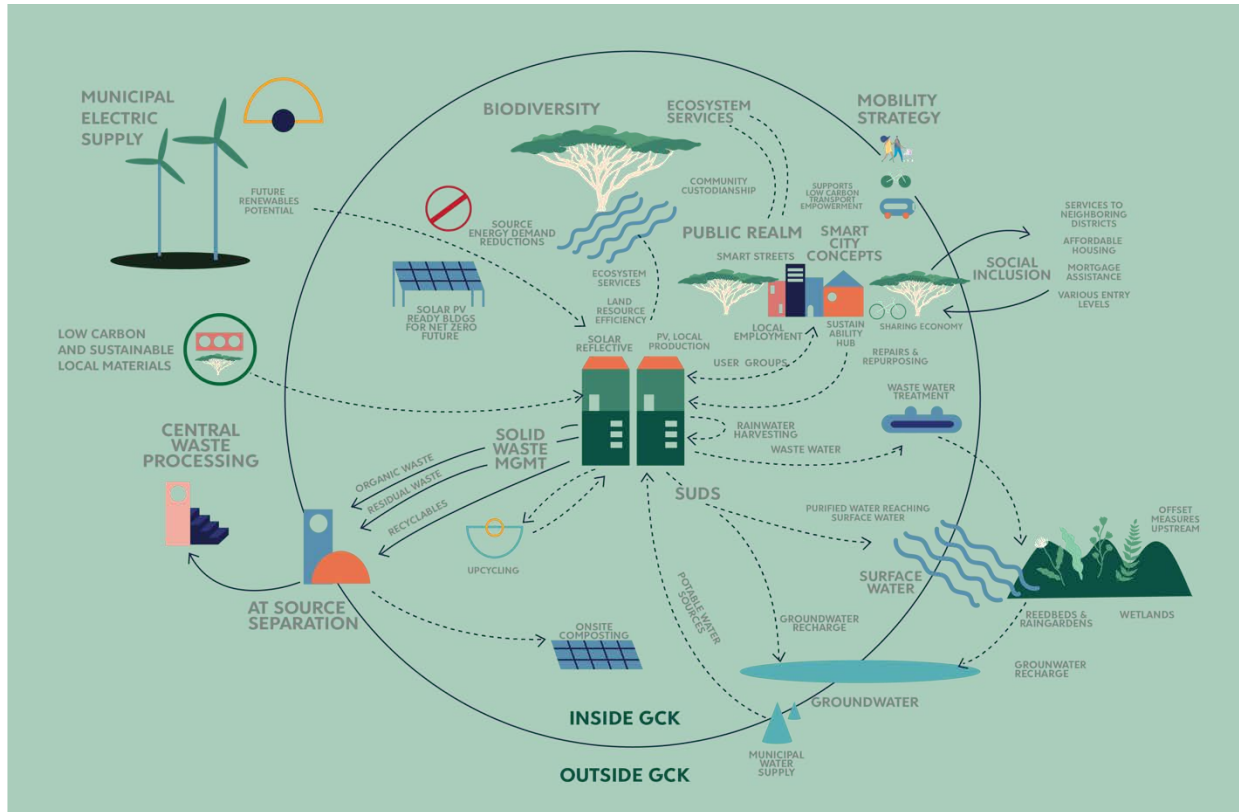 MUNICIPAL
ELECTRIC
SUPPLY
FUTURE
RENEWABLES
POTENTIAL
BIODIVERSITY
ECOSYSTEM
SERVICES
MOBILITY
STRATEGY
COMMUNITY
CUSTODIANSHIP
SUPPORTS
LOW CARBON
TRANSPORT
EMPOWERMENT
SOURCE
ENERGY DEMAND
REDUCTIONS
PUBLIC REALM
SMART STREETS
SMART
CITY
CONCEPTS
SERVICES TO
NEIGHBORING
DISTRICTS
AFFORDABLE
HOUSING
MORTGAGE
ASSISTANCE
VARIOUS ENTRY
LEVELS
SOCIAL
INCLUSION
SOLAR PV
READY BLDGS
FOR NET ZERO
FUTURE
ECOSYSTEM
SERVICES
LAND
RESOURCE
EFFICIENCY
LOCAL
EMPLOYMENT
SUSTAIN
ABILITY
HUB
SHARING ECONOMY
LOW CARBON
AND SUSTAINABLE
LOCAL MATERIALS
SOLAR
REFLECTIVE
PV, LOCAL
PRODUCTION
USER GROUPS
REPAIRS &
REPURPOSING
WASTE WATER
TREATMENT
CENTRAL
WASTE
PROCESSING
SOLID
WASTE
MGMT
RAINWATER
HARVESTING
WASTE WATER
ORGANIC WASTE
RESIDUAL WASTE
RECYCLABLES
SUDS
PURIFIED WATER REACHING
SURFACE WATER
OFFSET
MEASURES
UPSTREAM
UPCYCLING
SURFACE
WATER
AT SOURCE
SEPARATION
POTABLE WATER
SOURCES
REEDBEDS &
RAINGARDENS
WETLANDS
ONSITE
COMPOSTING
GROUNDWATER
RECHARGE
GROUNWATER
RECHARGE
GROUNDWATER
INSIDE GCK
OUTSIDE GCK
MUNICIPAL
WATER
SUPPLY